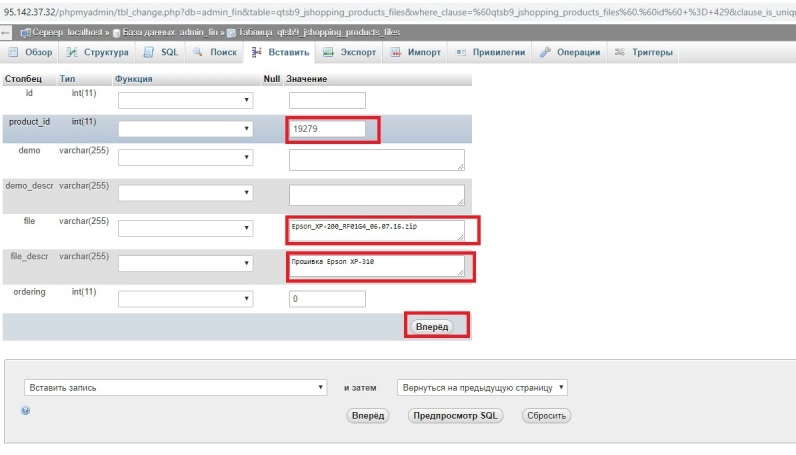 95.142.37.32/phpmyadmin/tbl_change.php?db=admin_fin&table=qtsb9_jshopping_products_files&where_clause=%60qtsb9_jshopping_products_files%60.%60id%60+%3D+429&clause_is_uniqu
Сервер: localhost » База данных: admin_fin » Таблица: qtsb9_jshopping_products_files
Обзор Структура SQL Поиск Вставить Экспорт Импорт Привилегии Операции Триггеры
Столбец Тип Функция Null Значение
id int(11)
product_id int(11) 19279
demo varchar(255)
demo_descr varchar(255)
file varchar(255) Epson_XP-200_RF01G4_06.07.16.zip
file_descr varchar(255) Прошивка Epson XP-310
ordering int(11) 0
Вперёд
Вставить запись и затем Вернуться на предыдущую страницу
Вперёд Предпросмотр SQL Сбросить